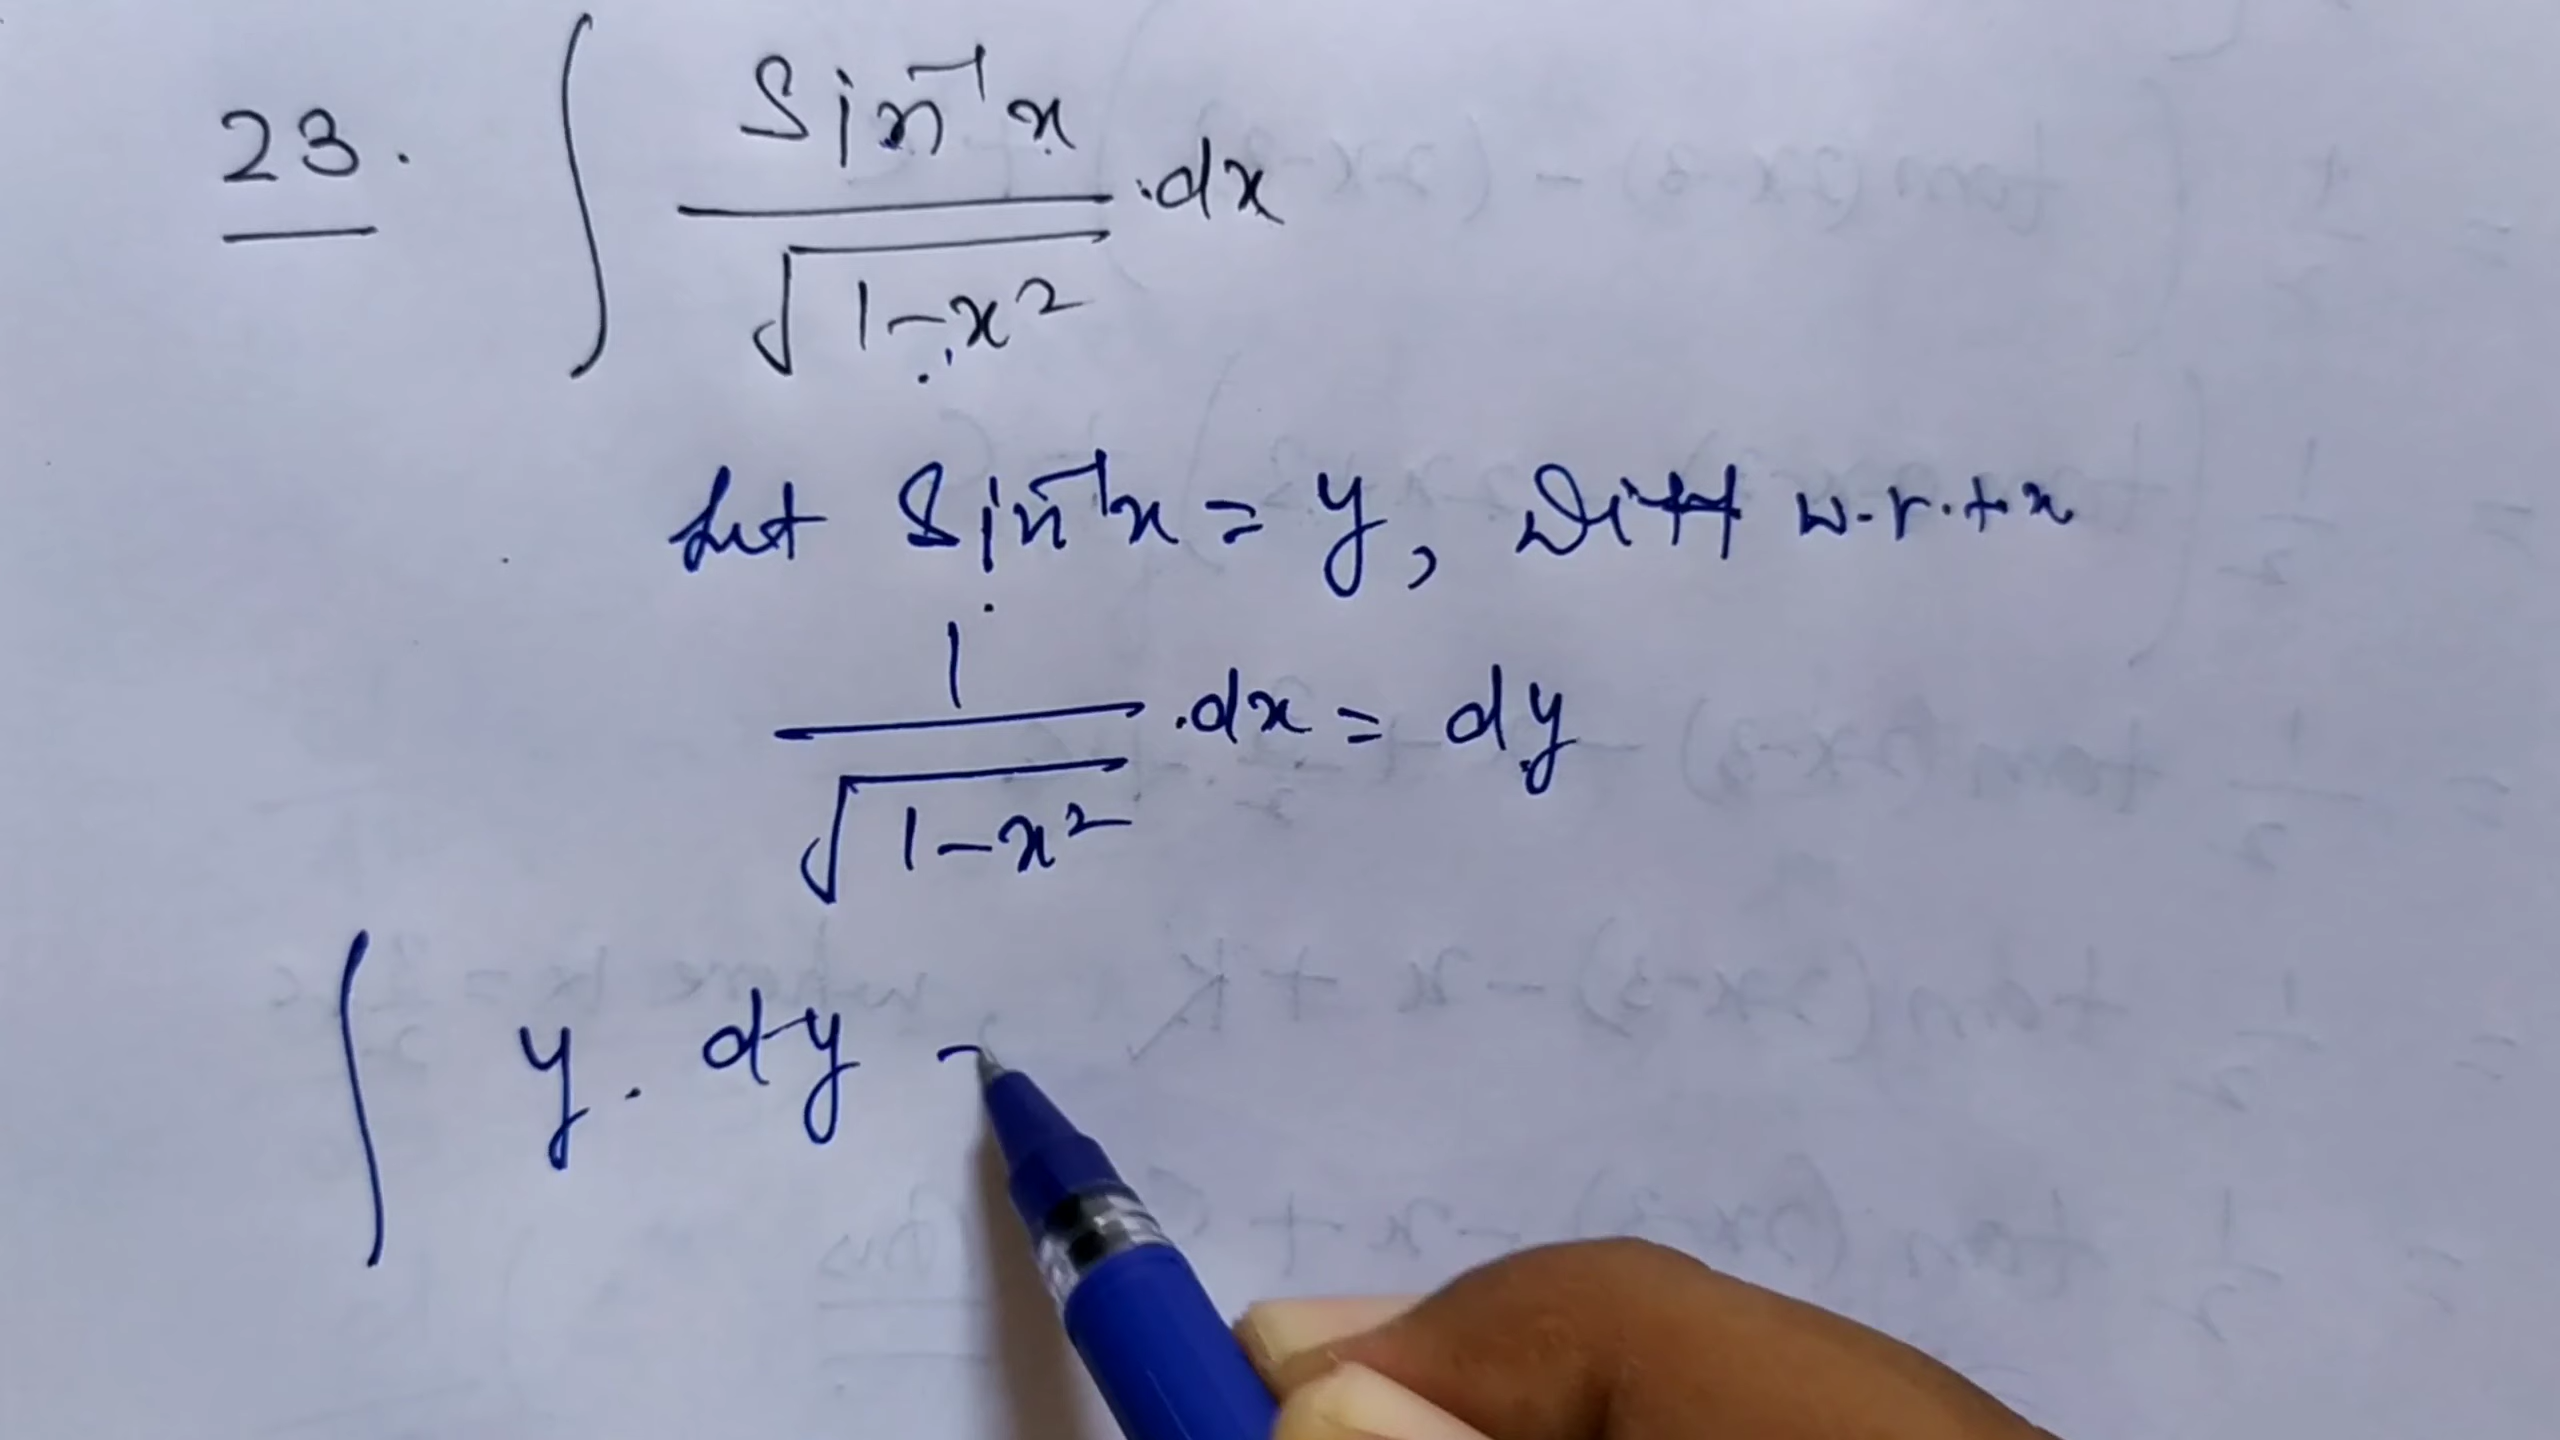 23. ∫ Sin⁻¹x / √(1-x²) .dx
Let Sin⁻¹x = y, Diff w.r.t x
1 / √(1-x²) .dx = dy
∫ y. dy -